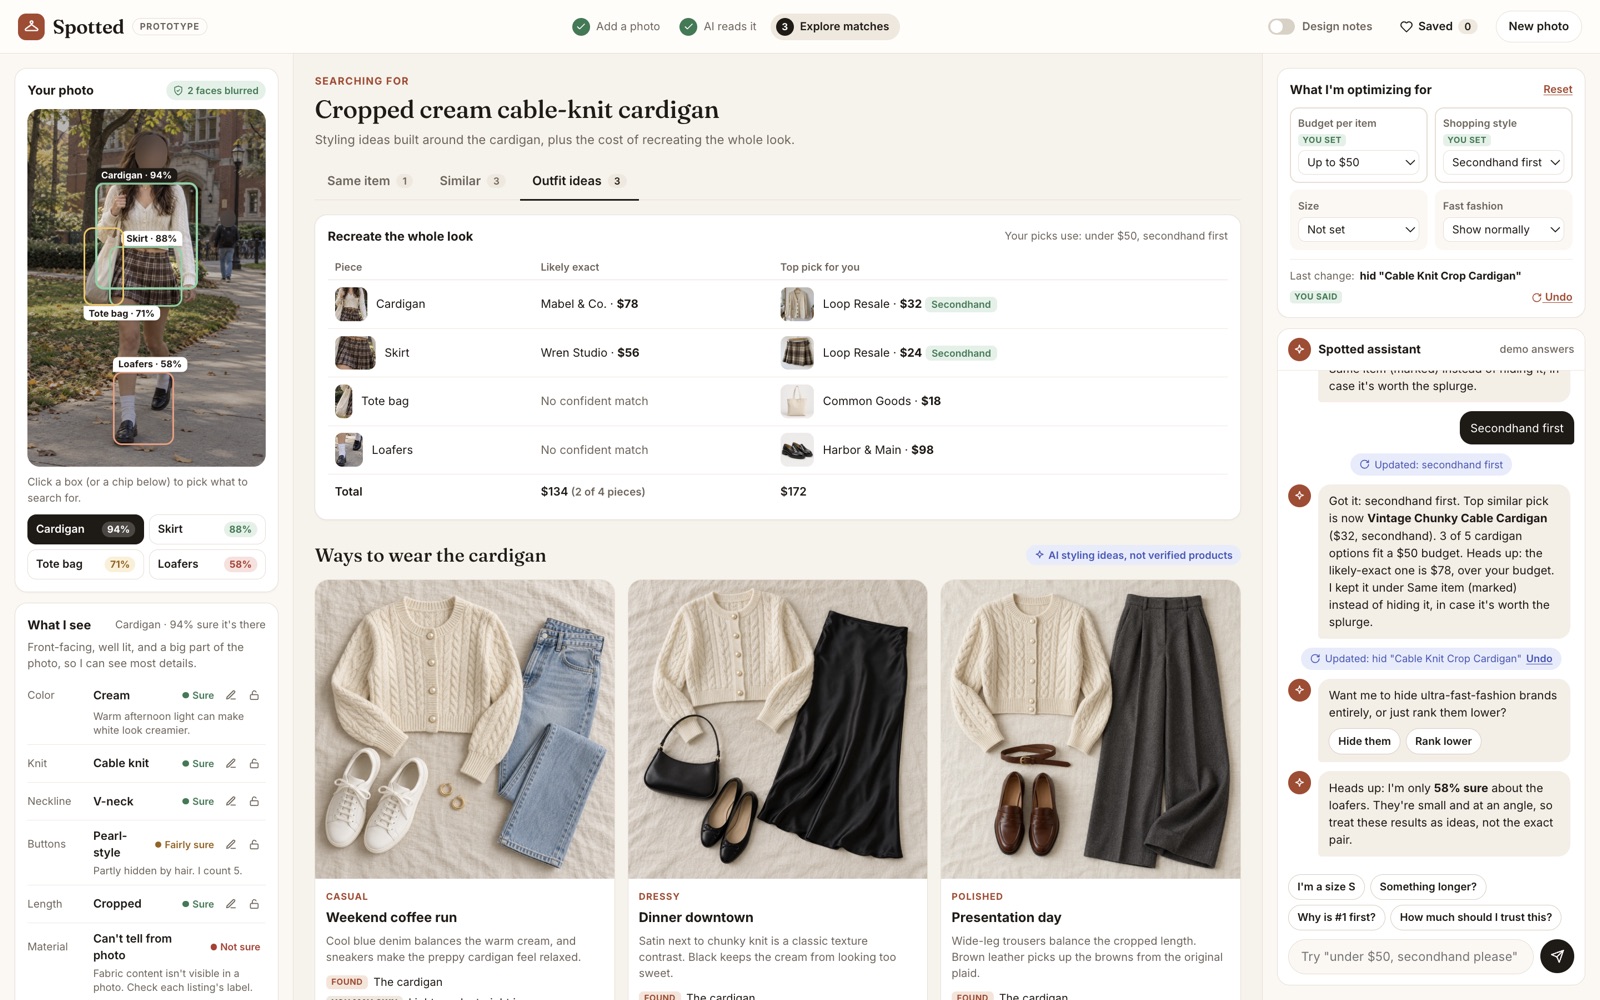 Spotted
PROTOTYPE
Add a photo
AI reads it
3 Explore matches
Design notes
Saved 0
New photo
Your photo
2 faces blurred
Cardigan · 94%
Skirt · 88%
Tote bag · 71%
Loafers · 58%
Click a box (or a chip below) to pick what to
search for.
Cardigan 94%
Skirt 88%
Tote bag 71%
Loafers 58%
What I see
Cardigan · 94% sure it's there
Front-facing, well lit, and a big part of the
photo, so I can see most details.
Color Cream Sure
Warm afternoon light can make
white look creamier.
Knit Cable knit Sure
Neckline V-neck Sure
Buttons Pearl-
style Fairly sure
Partly hidden by hair. I count 5.
Length Cropped Sure
Material Can't tell from
photo Not sure
Fabric content isn't visible in a
photo. Check each listing's label.
SEARCHING FOR
Cropped cream cable-knit cardigan
Styling ideas built around the cardigan, plus the cost of recreating the whole look.
Same item 1
Similar 3
Outfit ideas 3
Recreate the whole look
Your picks use: under $50, secondhand first
Piece Likely exact Top pick for you
Cardigan Mabel & Co. · $78 Loop Resale · $32 Secondhand
Skirt Wren Studio · $56 Loop Resale · $24 Secondhand
Tote bag No confident match Common Goods · $18
Loafers No confident match Harbor & Main · $98
Total $134 (2 of 4 pieces) $172
Ways to wear the cardigan
AI styling ideas, not verified products
CASUAL
Weekend coffee run
Cool blue denim balances the warm cream, and
sneakers make the preppy cardigan feel relaxed.
FOUND The cardigan
DRESSY
Dinner downtown
Satin next to chunky knit is a classic texture
contrast. Black keeps the cream from looking too
sweet.
FOUND The cardigan
POLISHED
Presentation day
Wide-leg trousers balance the cropped length.
Brown leather picks up the browns from the original
plaid.
FOUND The cardigan
What I'm optimizing for
Reset
Budget per item
YOU SET
Up to $50
Shopping style
YOU SET
Secondhand first
Size
Not set
Fast fashion
Show normally
Last change: hid "Cable Knit Crop Cardigan"
YOU SAID
Undo
Spotted assistant
demo answers
Same item (marked) instead of hiding it, in
case it's worth the splurge.
Secondhand first
Updated: secondhand first
Got it: secondhand first. Top similar pick
is now Vintage Chunky Cable Cardigan
($32, secondhand). 3 of 5 cardigan
options fit a $50 budget. Heads up: the
likely-exact one is $78, over your budget.
I kept it under Same item (marked)
instead of hiding it, in case it's worth the
splurge.
Updated: hid "Cable Knit Crop Cardigan" Undo
Want me to hide ultra-fast-fashion brands
entirely, or just rank them lower?
Hide them
Rank lower
Heads up: I'm only 58% sure about the
loafers. They're small and at an angle, so
treat these results as ideas, not the exact
pair.
I'm a size S
Something longer?
Why is #1 first?
How much should I trust this?
Try "under $50, secondhand please"